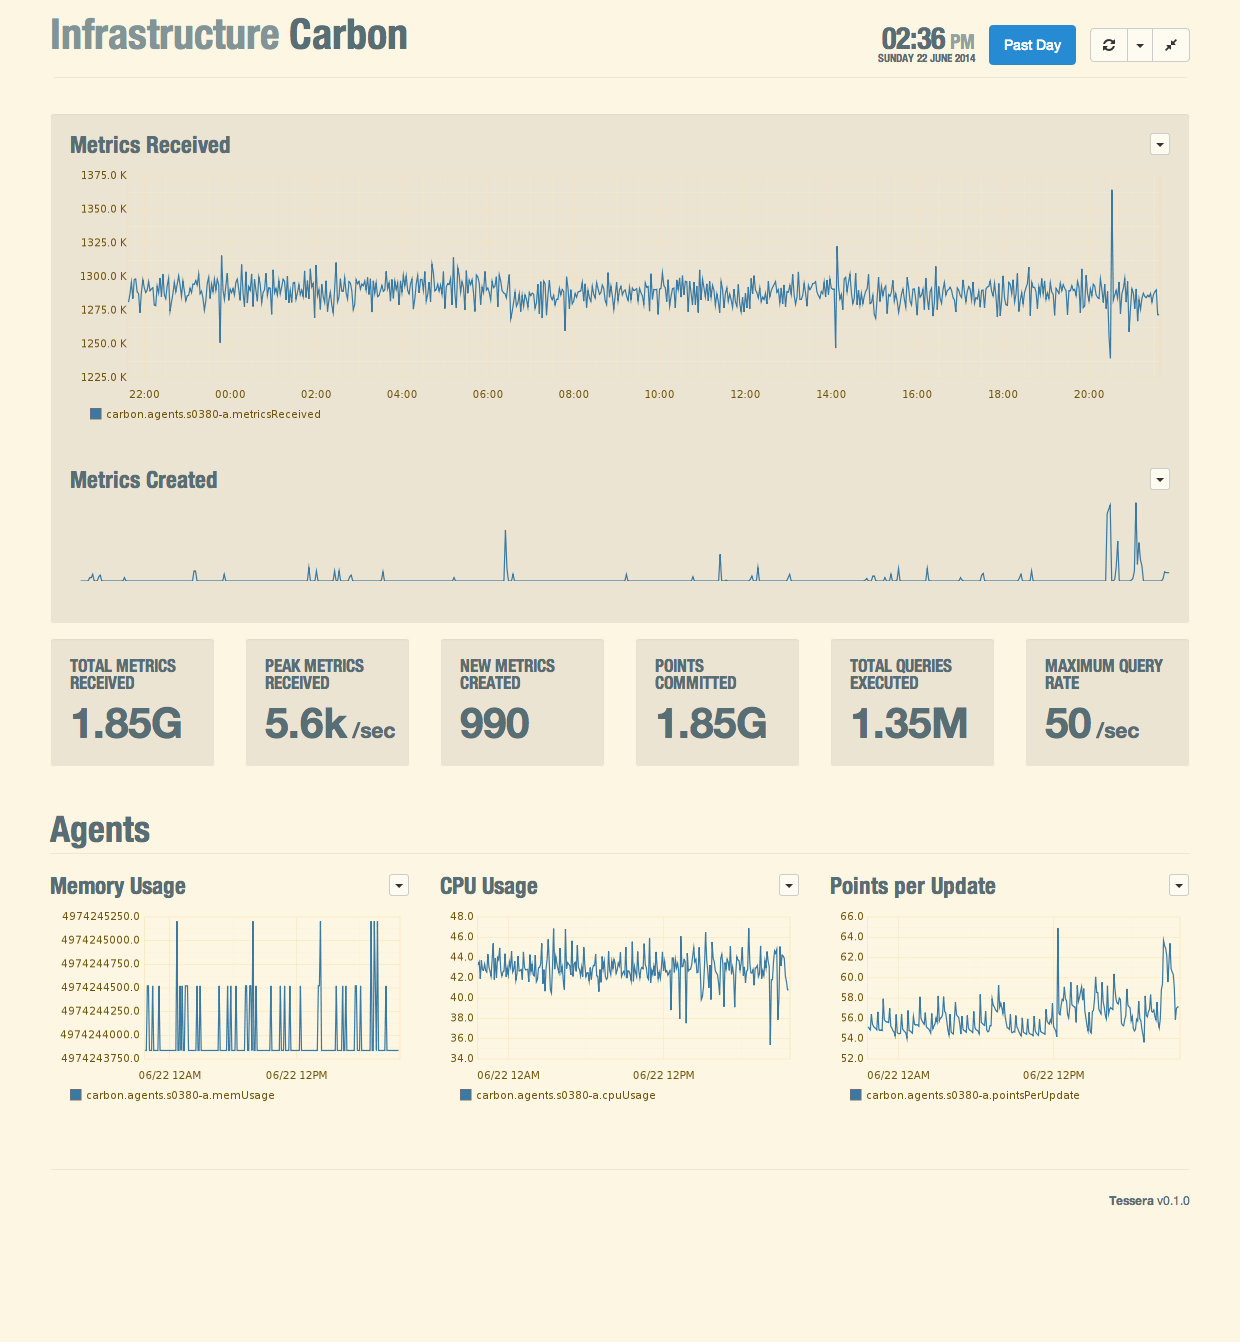 Infrastructure Carbon
02:36 PM
SUNDAY 22 JUNE 2014
Past Day
Metrics Received
1375.0 K
1350.0 K
1325.0 K
1300.0 K
1275.0 K
1250.0 K
1225.0 K
22:00 00:00 02:00 04:00 06:00 08:00 10:00 12:00 14:00 16:00 18:00 20:00
carbon.agents.s0380-a.metricsReceived
Metrics Created
TOTAL METRICS
RECEIVED
1.85G
PEAK METRICS
RECEIVED
5.6k /sec
NEW METRICS
CREATED
990
POINTS
COMMITTED
1.85G
TOTAL QUERIES
EXECUTED
1.35M
MAXIMUM QUERY
RATE
50 /sec
Agents
Memory Usage
4974245250.0
4974245000.0
4974244750.0
4974244500.0
4974244250.0
4974244000.0
4974243750.0
06/22 12AM 06/22 12PM
carbon.agents.s0380-a.memUsage
CPU Usage
48.0
46.0
44.0
42.0
40.0
38.0
36.0
34.0
06/22 12AM 06/22 12PM
carbon.agents.s0380-a.cpuUsage
Points per Update
66.0
64.0
62.0
60.0
58.0
56.0
54.0
52.0
06/22 12AM 06/22 12PM
carbon.agents.s0380-a.pointsPerUpdate
Tessera v0.1.0